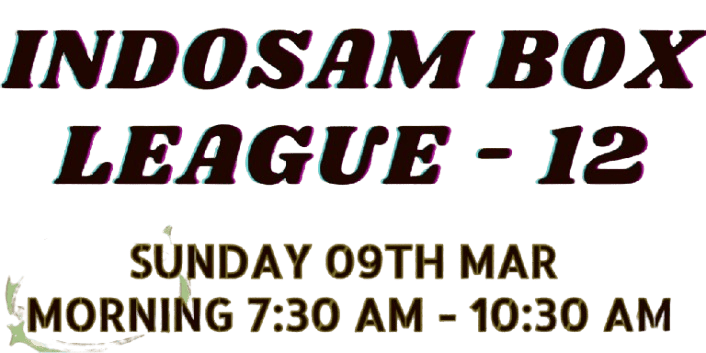 INDOSAM BOX
LEAGUE - 12
SUNDAY 09TH MAR
MORNING 7:30 AM - 10:30 AM